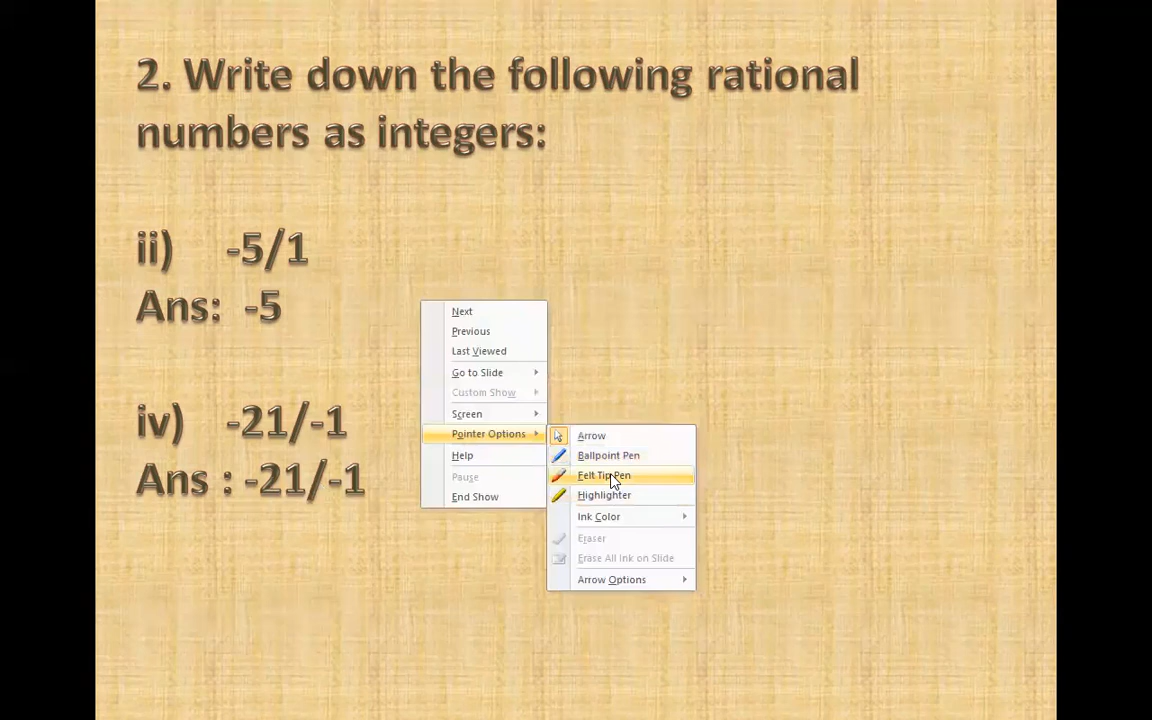 2. Write down the following rational
numbers as integers:
ii) -5/1
Ans: -5
iv) -21/-1
Ans : -21/-1
Next
Previous
Last Viewed
Go to Slide
Custom Show
Screen
Pointer Options
Help
Pause
End Show
Arrow
Ballpoint Pen
Felt Tip Pen
Highlighter
Ink Color
Eraser
Erase All Ink on Slide
Arrow Options